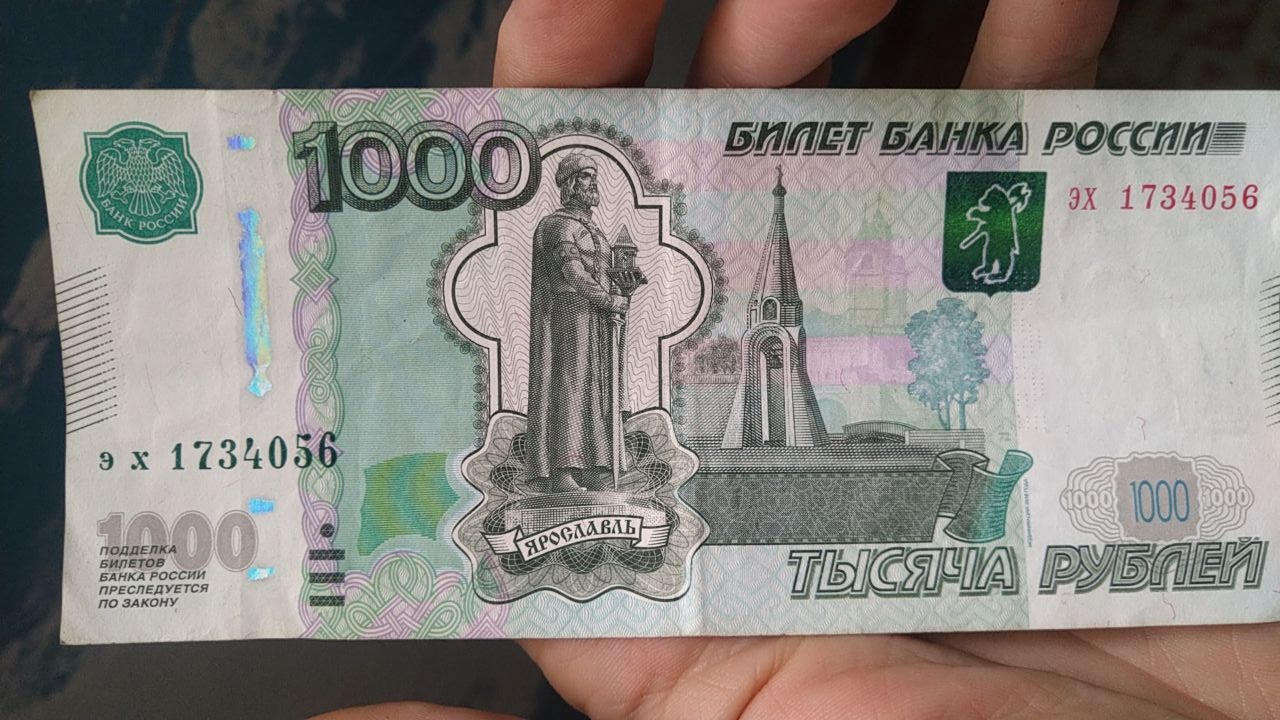 БАНК РОССИИ
1000
БИЛЕТ БАНКА РОССИИ
ЭХ 1734056
э х 1734056
ЯРОСЛАВЛЬ
1000
ПОДДЕЛКА
БИЛЕТОВ
БАНКА РОССИИ
ПРЕСЛЕДУЕТСЯ
ПО ЗАКОНУ
1000 1000 1000
ТЫСЯЧА РУБЛЕЙ